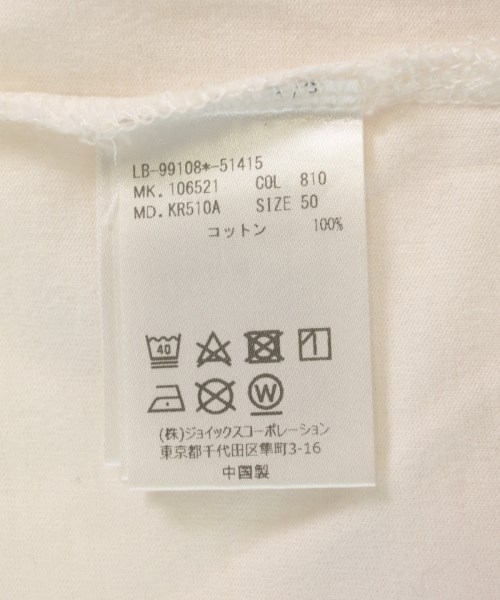 LB-99108*-51415
MK. 106521 COL 810
MD. KR510A SIZE 50
コットン 100%
40
W
(株)ジョイックスコーポレーション
東京都千代田区隼町3-16
中国製